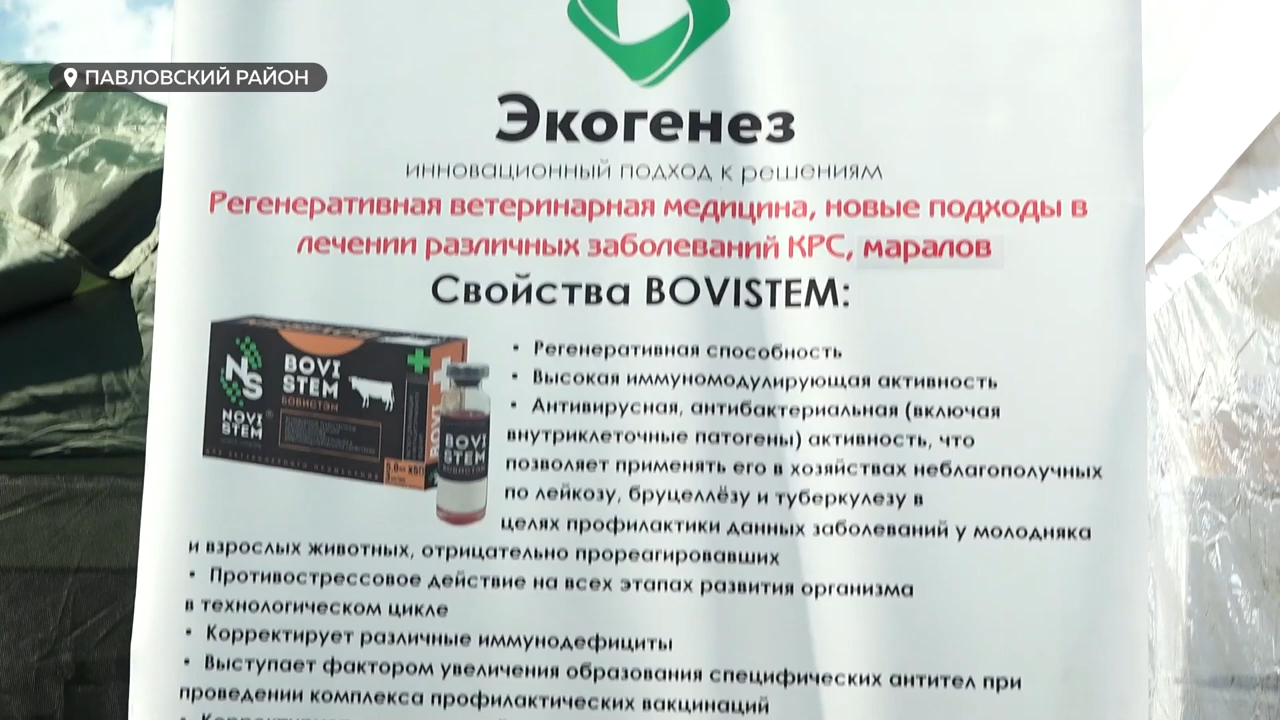 ПАВЛОВСКИЙ РАЙОН
Экогенез
инновационный подход к решениям
Регенеративная ветеринарная медицина, новые подходы в
лечении различных заболеваний КРС, маралов
Свойства BOVISTEM:
• Регенеративная способность
• Высокая иммуномодулирующая активность
• Антивирусная, антибактериальная (включая
внутриклеточные патогены) активность, что
позволяет применять его в хозяйствах неблагополучных
по лейкозу, бруцеллёзу и туберкулезу в
целях профилактики данных заболеваний у молодняка
и взрослых животных, отрицательно прореагировавших
• Противострессовое действие на всех этапах развития организма
в технологическом цикле
• Корректирует различные иммунодефициты
• Выступает фактором увеличения образования специфических антител при
проведении комплекса профилактических вакцинаций
NS
NOVI
STEM
BOVI
STEM
БОВИСТЭМ
BOVI
BOVI
STEM
БОВИСТЭМ